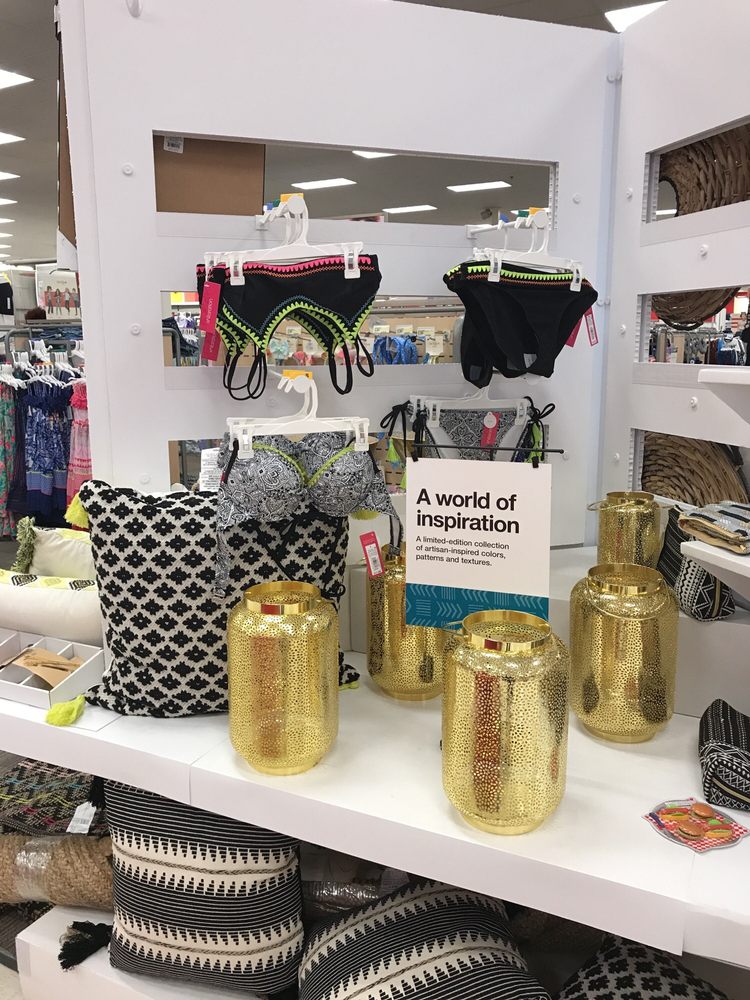 A world of
inspiration
A limited-edition collection
of artisan-inspired colors,
patterns and textures.